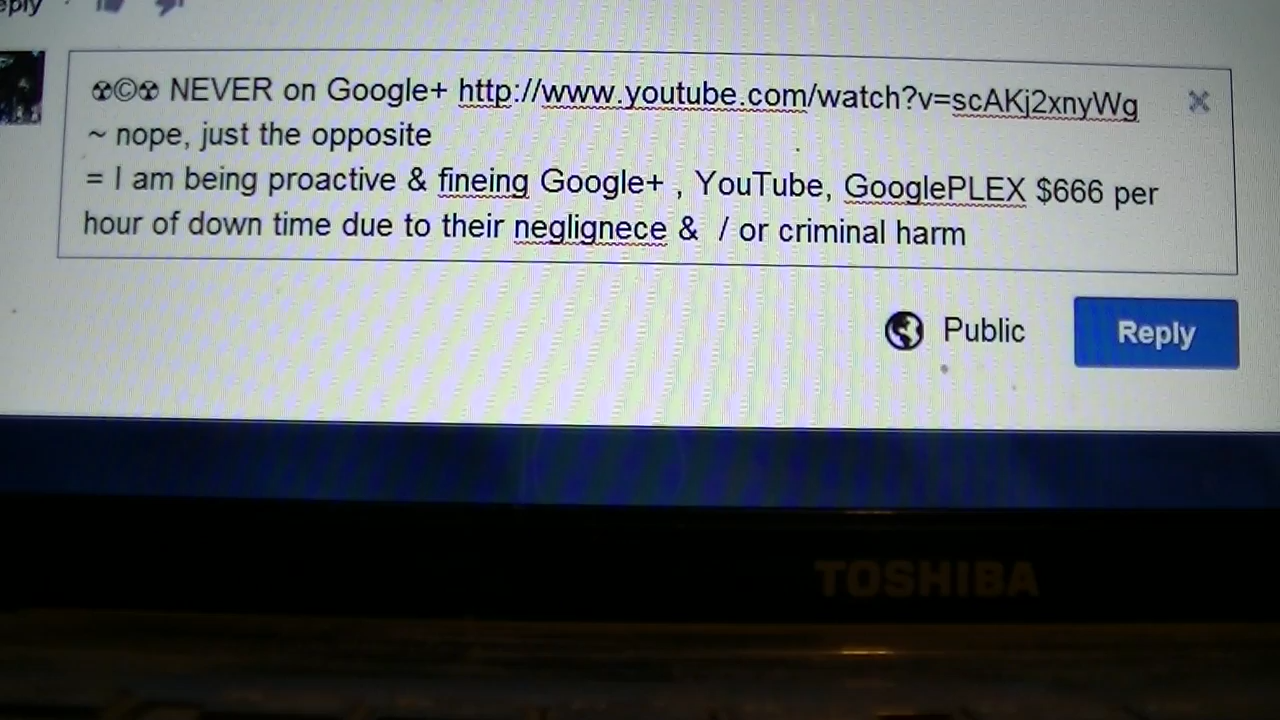 eply
☢©☢ NEVER on Google+ http://www.youtube.com/watch?v=scAKj2xnyWg
~ nope, just the opposite
= I am being proactive & fineing Google+ , YouTube, GooglePLEX $666 per
hour of down time due to their neglignece & / or criminal harm
Public
Reply
TOSHIBA